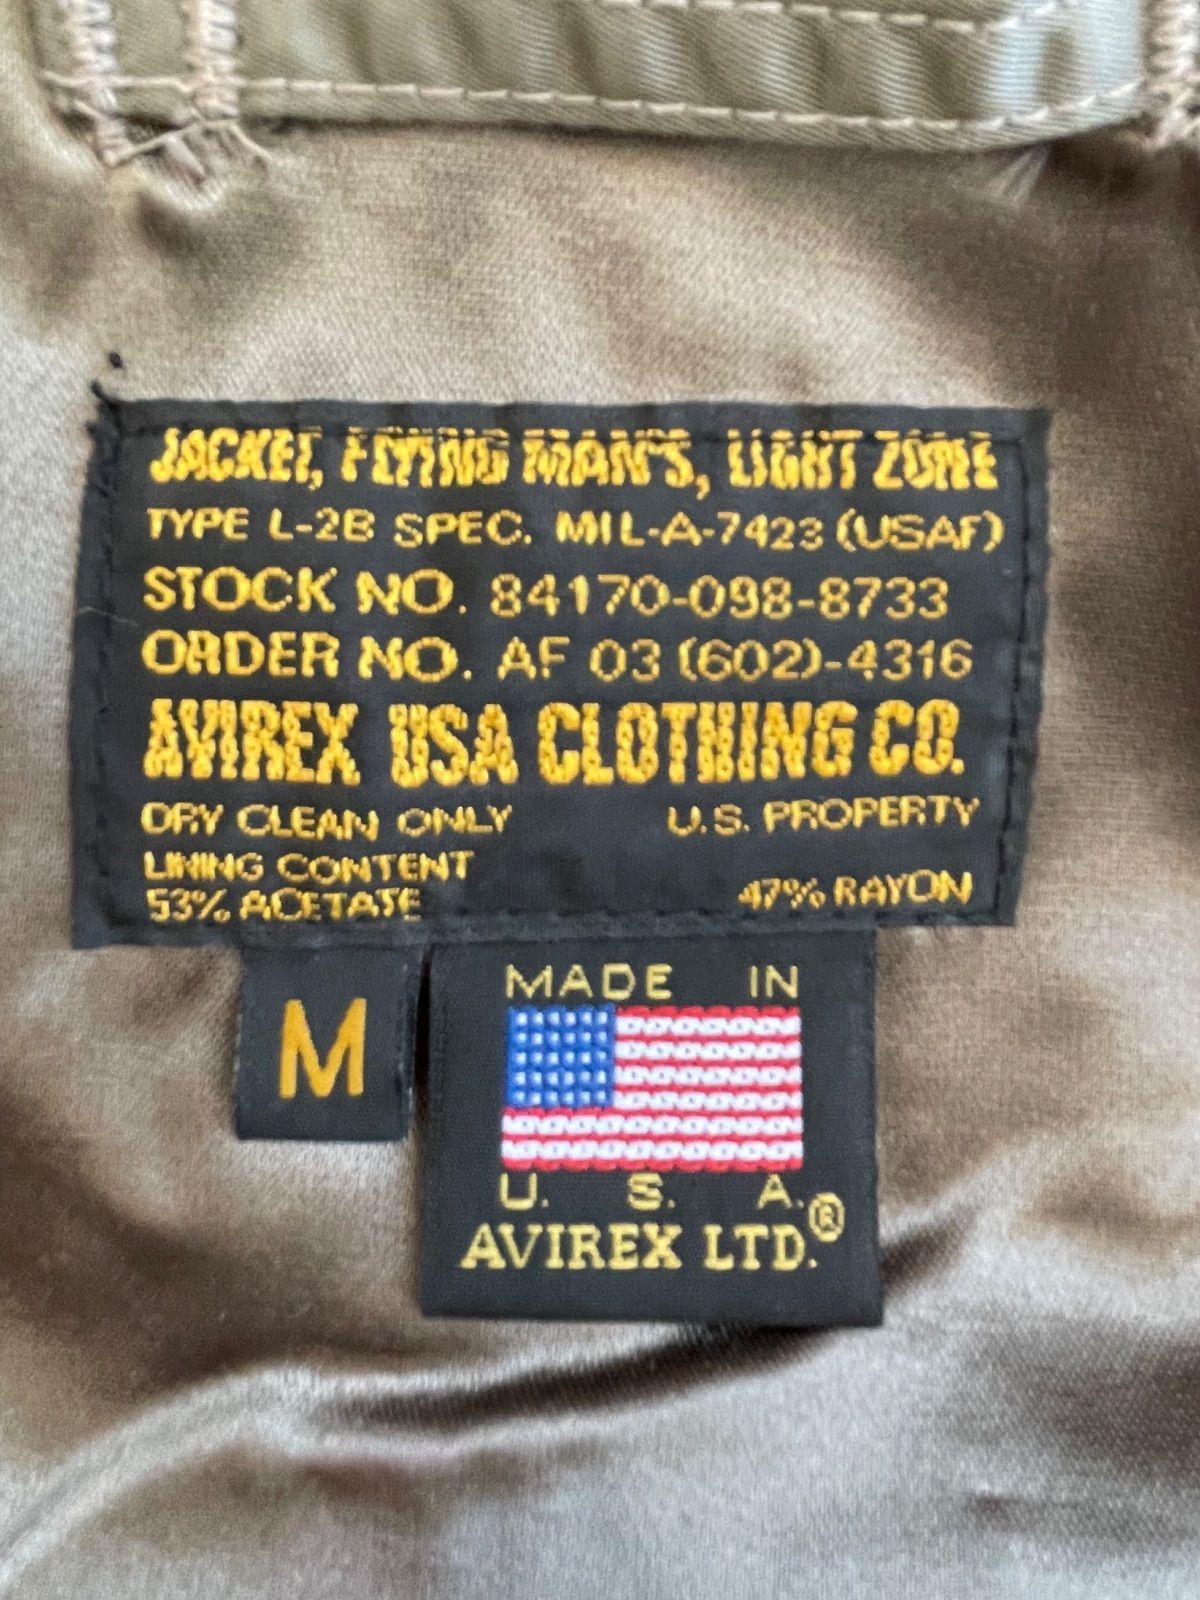 JACKET, FLYING MAN'S, LIGHT ZONE
TYPE L-2B SPEC. MIL-A-7423 (USAF)
STOCK NO. 84170-098-8733
ORDER NO. AF 03 (602)-4316
AVIREX USA CLOTHING CO.
DRY CLEAN ONLY U.S. PROPERTY
LINING CONTENT
53% ACETATE 47% RAYON
M
MADE IN
U. S. A.
AVIREX LTD.®